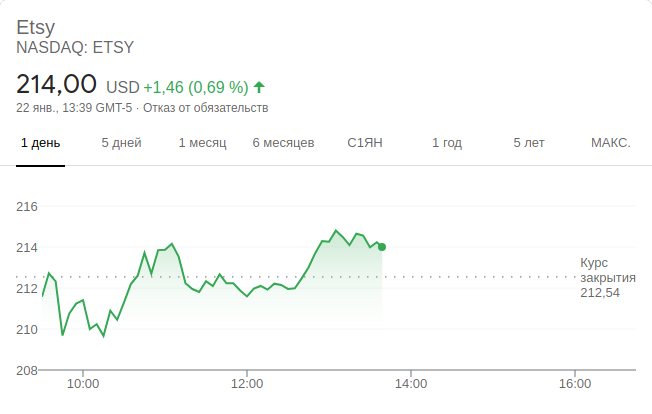 Etsy
NASDAQ: ETSY
214,00 USD +1,46 (0,69 %)
22 янв., 13:39 GMT-5 · Отказ от обязательств
1 день 5 дней 1 месяц 6 месяцев С1ЯН 1 год 5 лет МАКС.
216
214
212
210
208
Курс
закрытия
212,54
10:00 12:00 14:00 16:00